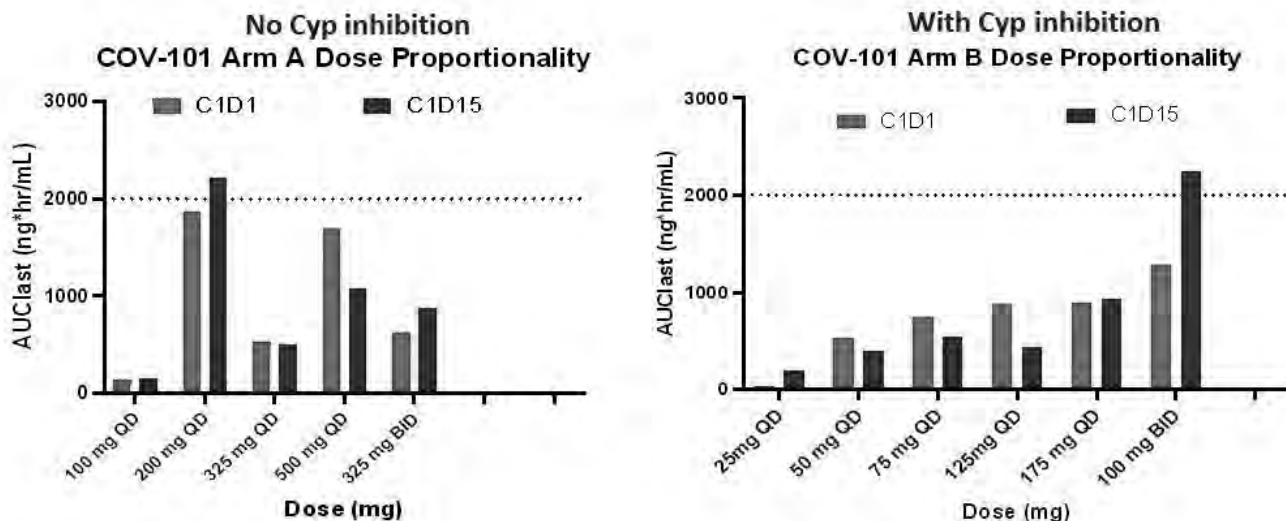 No Cyp inhibition
COV-101 Arm A Dose Proportionality
C1D1
C1D15
AUClast (ng*hr/mL)
3000
2000
1000
0
100 mg QD
200 mg QD
325 mg QD
500 mg QD
325 mg BID
Dose (mg)
With Cyp inhibition
COV-101 Arm B Dose Proportionality
C1D1
C1D15
AUClast (ng*hr/mL)
3000
2000
1000
0
25mg QD
50 mg QD
75 mg QD
125mg QD
175 mg QD
100 mg BID
Dose (mg)